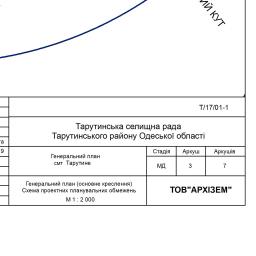 ИЙ КУТ
Т/17/01-1
Тарутинська селищна рада
Тарутинського району Одеської області
Генеральний план
смт Тарутине
Стадія Аркуш Аркушів
МД 3 7
Генеральний план (основне креслення)
Схема проектних планувальних обмежень
М 1 : 2 000
ТОВ"АРХІЗЕМ"